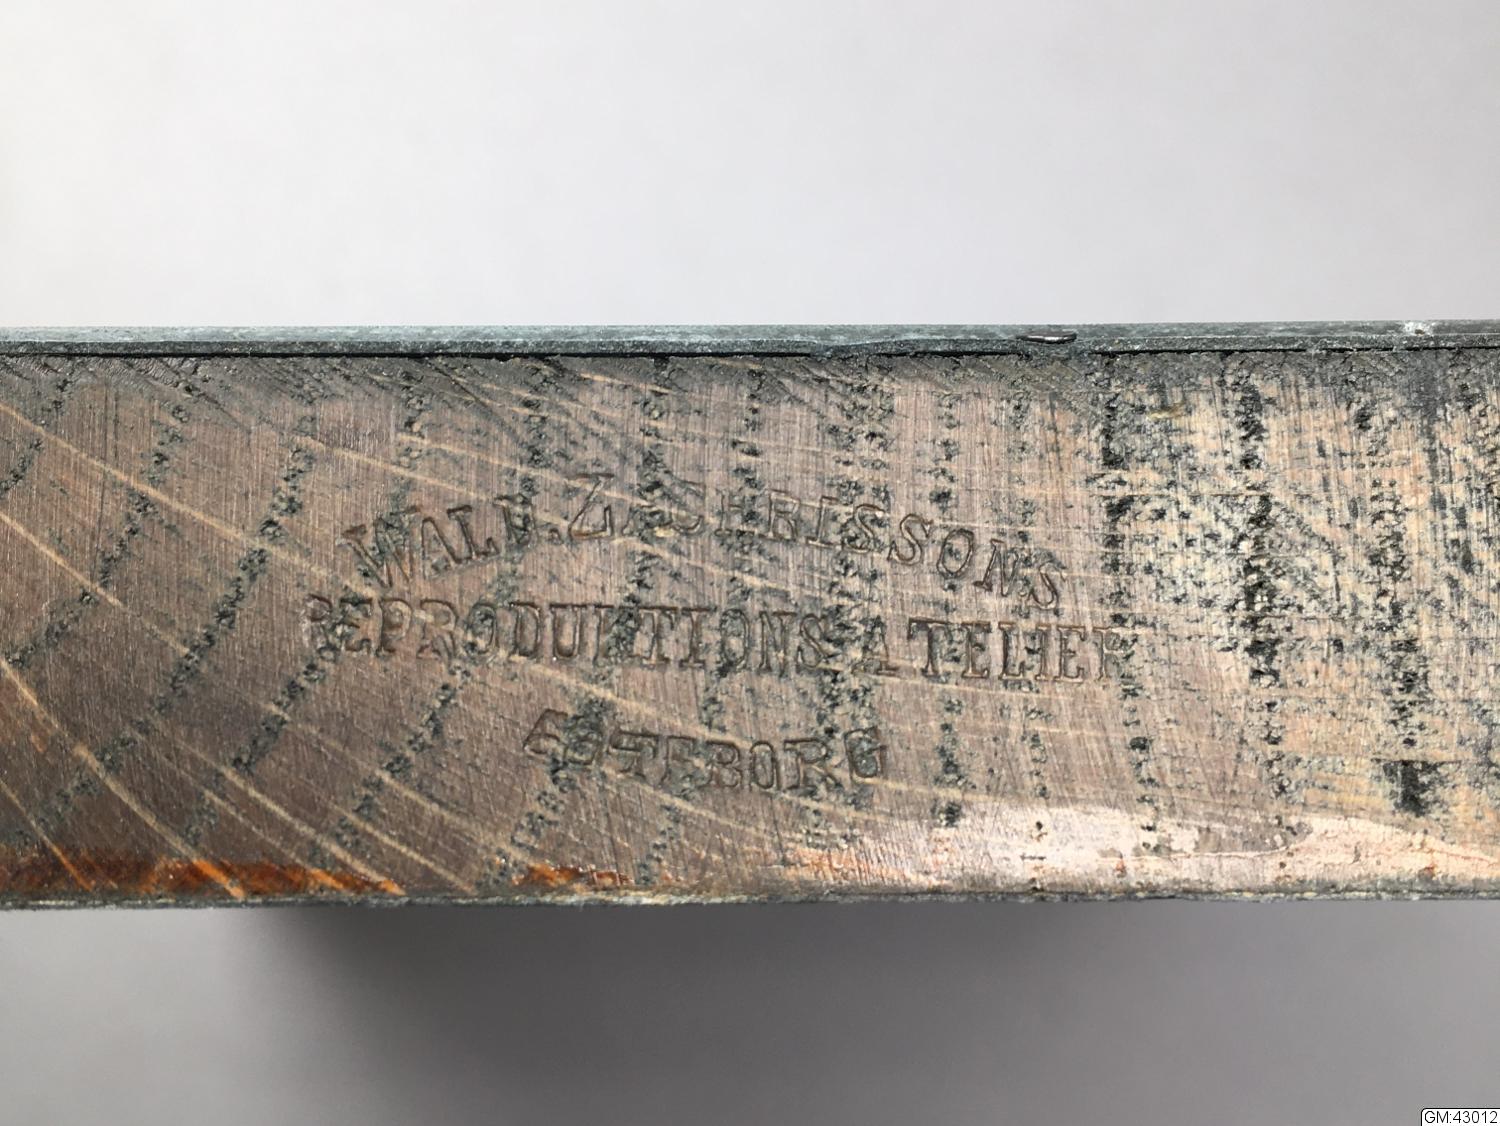 WALD. ZACHRISSONS
REPRODUKTIONS ATELIER
GÖTEBORG
GM:43012